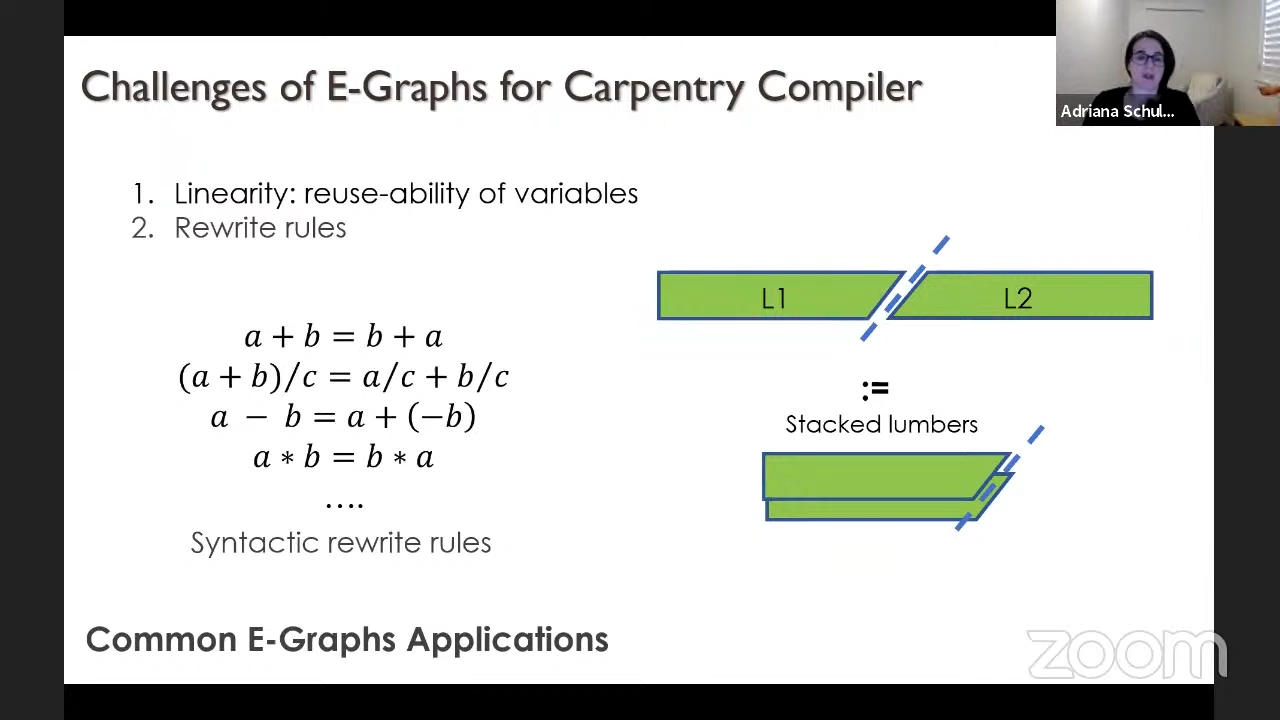 Challenges of E-Graphs for Carpentry Compiler
Adriana Schul...
1. Linearity: reuse-ability of variables
2. Rewrite rules
L1
L2
a + b = b + a
(a + b)/c = a/c + b/c
a − b = a + (−b)
a ∗ b = b ∗ a
....
Syntactic rewrite rules
:=
Stacked lumbers
Common E-Graphs Applications
zoom